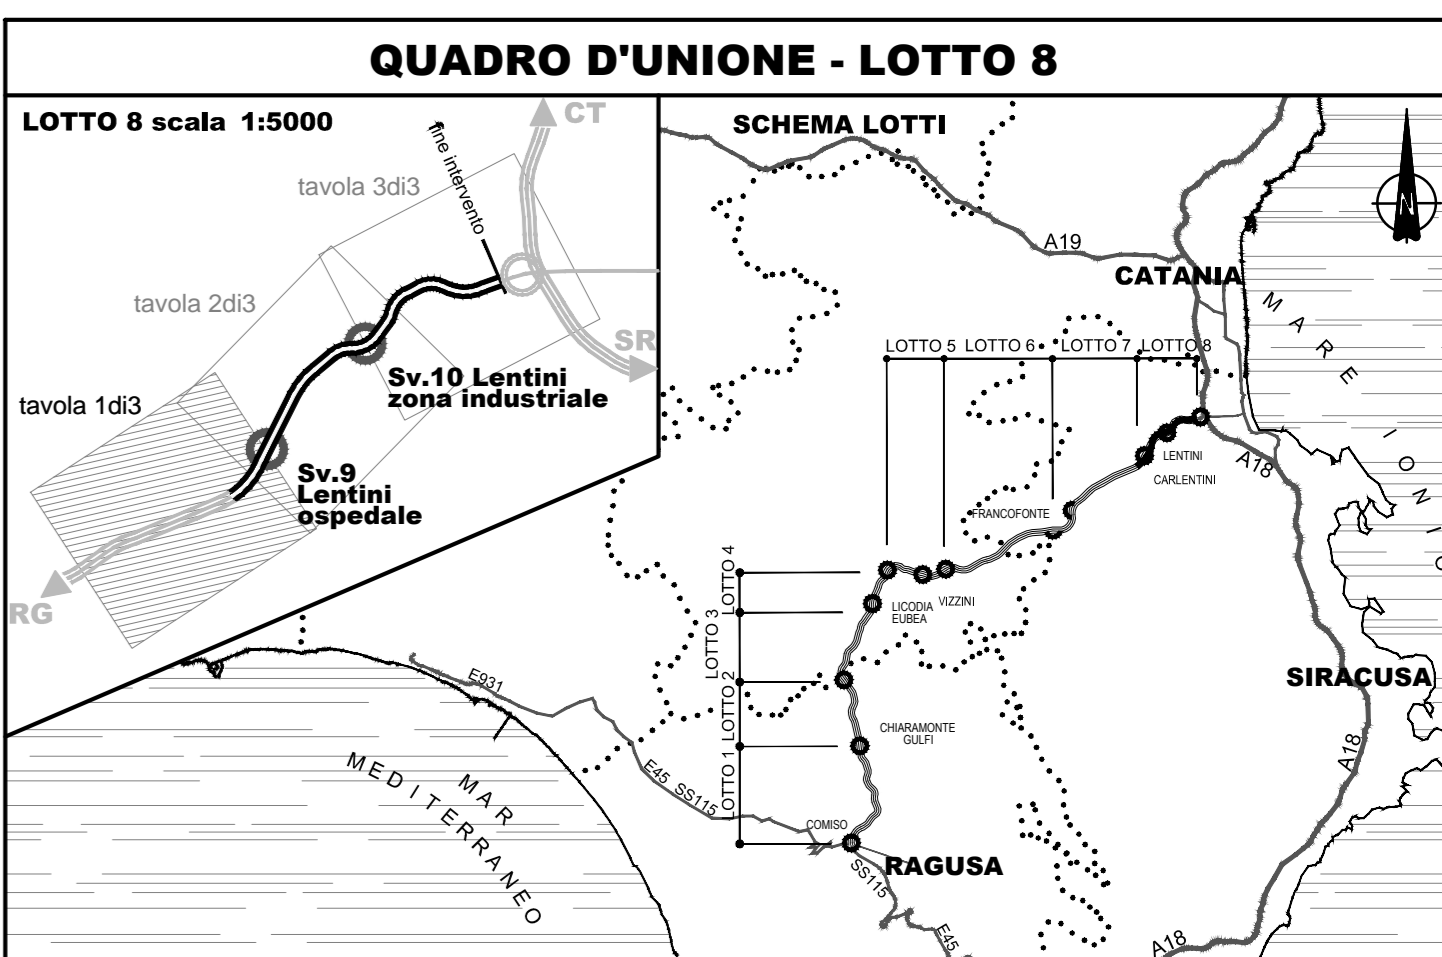 QUADRO D'UNIONE - LOTTO 8
LOTTO 8 scala 1:5000
CT
fine intervento
tavola 3di3
tavola 2di3
SR
Sv.10 Lentini
zona industriale
tavola 1di3
Sv.9
Lentini
ospedale
RG
SCHEMA LOTTI
N
A19
CATANIA
MARE IONIO
LOTTO 5
LOTTO 6
LOTTO 7
LOTTO 8
LENTINI
CARLENTINI
A18
FRANCOFONTE
LOTTO 4
LOTTO 3
LOTTO 2
LOTTO 1
LICODIA
EUBEA
VIZZINI
SIRACUSA
E931
CHIARAMONTE
GULFI
A18
MAR
MEDITERRANEO
E45 SS115
COMISO
RAGUSA
SS115
E45
A18